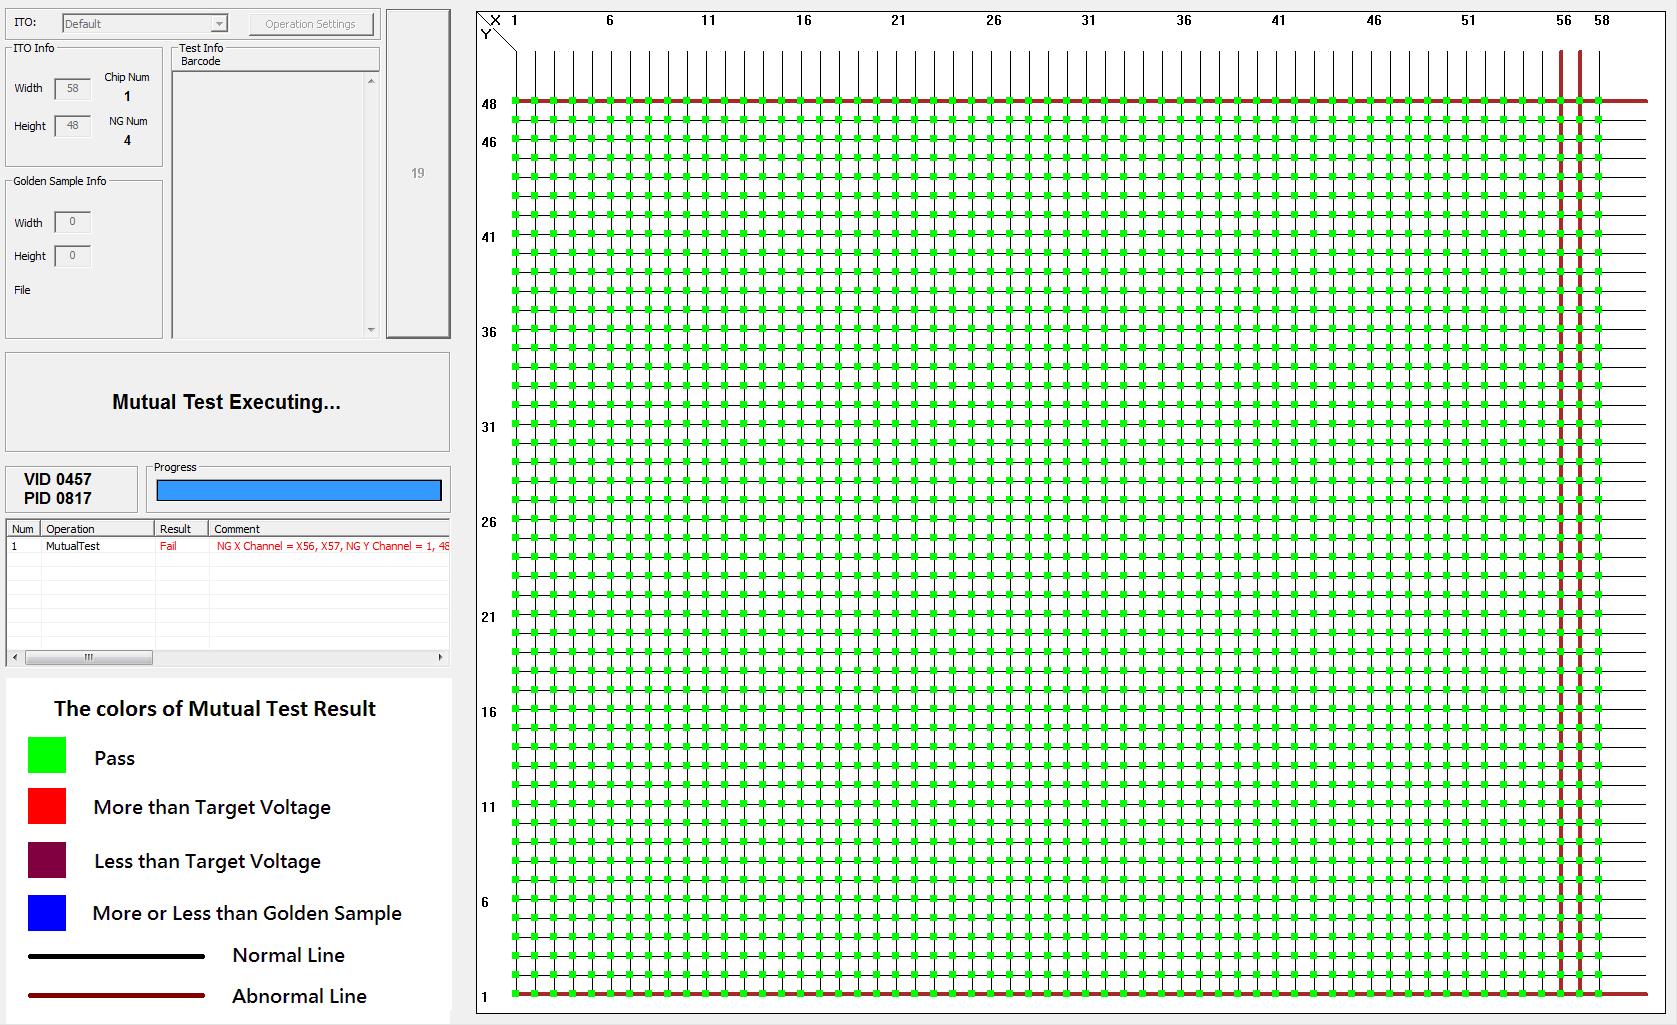 ITO:
Default
Operation Settings
ITO Info
Width 58
Chip Num
1
Height 48
NG Num
4
Test Info
Barcode
19
Golden Sample Info
Width 0
Height 0
File
Mutual Test Executing...
VID 0457
PID 0817
Progress
Num Operation Result Comment
1 MutualTest Fail NG X Channel = X56, X57, NG Y Channel = 1, 48
The colors of Mutual Test Result
Pass
More than Target Voltage
Less than Target Voltage
More or Less than Golden Sample
Normal Line
Abnormal Line
X 1 6 11 16 21 26 31 36 41 46 51 56 58
Y
48
46
41
36
31
26
21
16
11
6
1